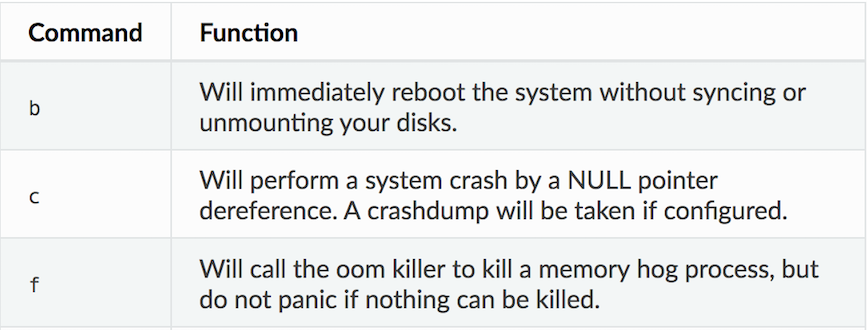 Command Function
b Will immediately reboot the system without syncing or
unmounting your disks.
c Will perform a system crash by a NULL pointer
dereference. A crashdump will be taken if configured.
f Will call the oom killer to kill a memory hog process, but
do not panic if nothing can be killed.